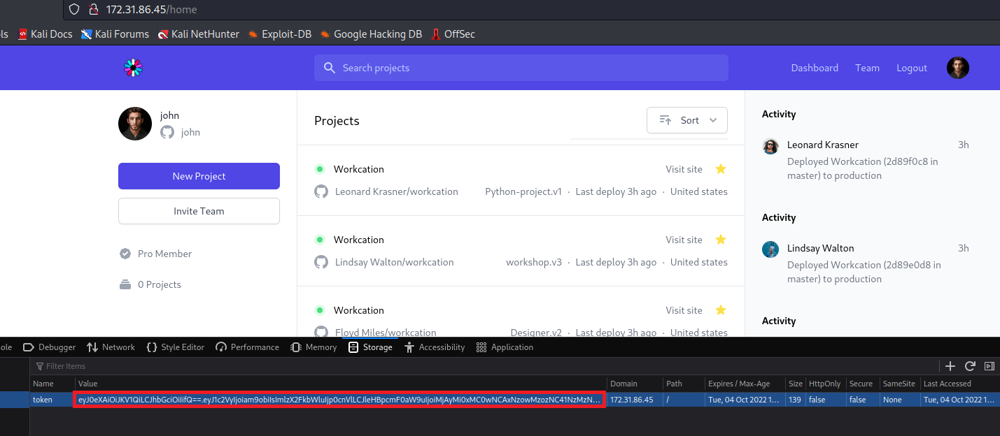 172.31.86.45/home
ls Kali Docs Kali Forums Kali NetHunter Exploit-DB Google Hacking DB OffSec
Search projects
Dashboard Team Logout
john
john
New Project
Invite Team
Pro Member
0 Projects
Projects
Sort
Workcation Visit site
Leonard Krasner/workcation Python-project.v1 · Last deploy 3h ago · United states
Workcation Visit site
Lindsay Walton/workcation workshop.v3 · Last deploy 3h ago · United states
Workcation Visit site
Floyd Miles/workcation Designer.v2 · Last deploy 3h ago · United states
Activity
Leonard Krasner 3h
Deployed Workcation (2d89f0c8 in
master) to production
Activity
Lindsay Walton 3h
Deployed Workcation (2d89e0d8 in
master) to production
Activity
ole Debugger Network Style Editor Performance Memory Storage Accessibility Application
Filter Items
Name Value Domain Path Expires / Max-Age Size HttpOnly Secure SameSite Last Accessed
token 172.31.86.45 / Tue, 04 Oct 2022 1... 139 false false None Tue, 04 Oct 2022 1...